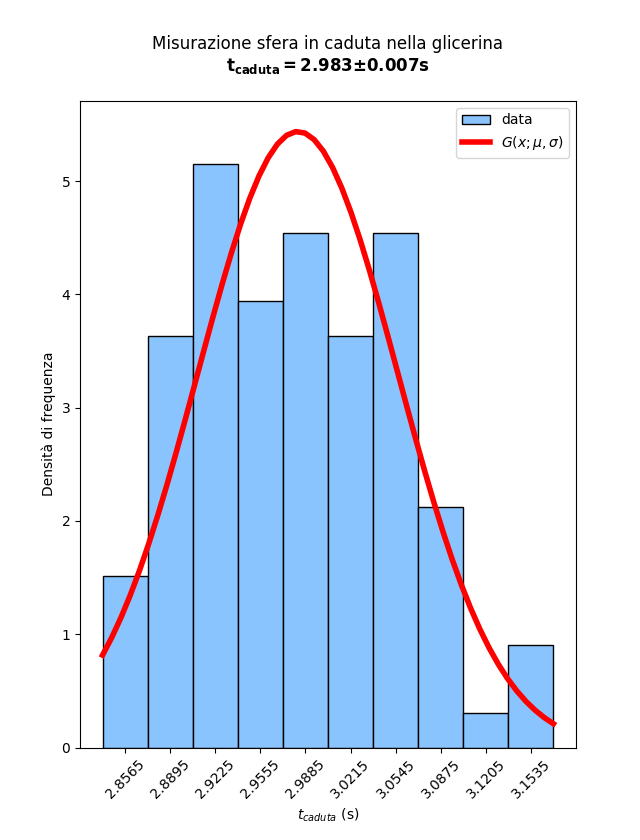 Misurazione sfera in caduta nella glicerina
t_caduta = 2.983±0.007s
data
G(x; μ, σ)
Densità di frequenza
5
4
3
2
1
0
2.8565
2.8895
2.9225
2.9555
2.9885
3.0215
3.0545
3.0875
3.1205
3.1535
t_caduta (s)